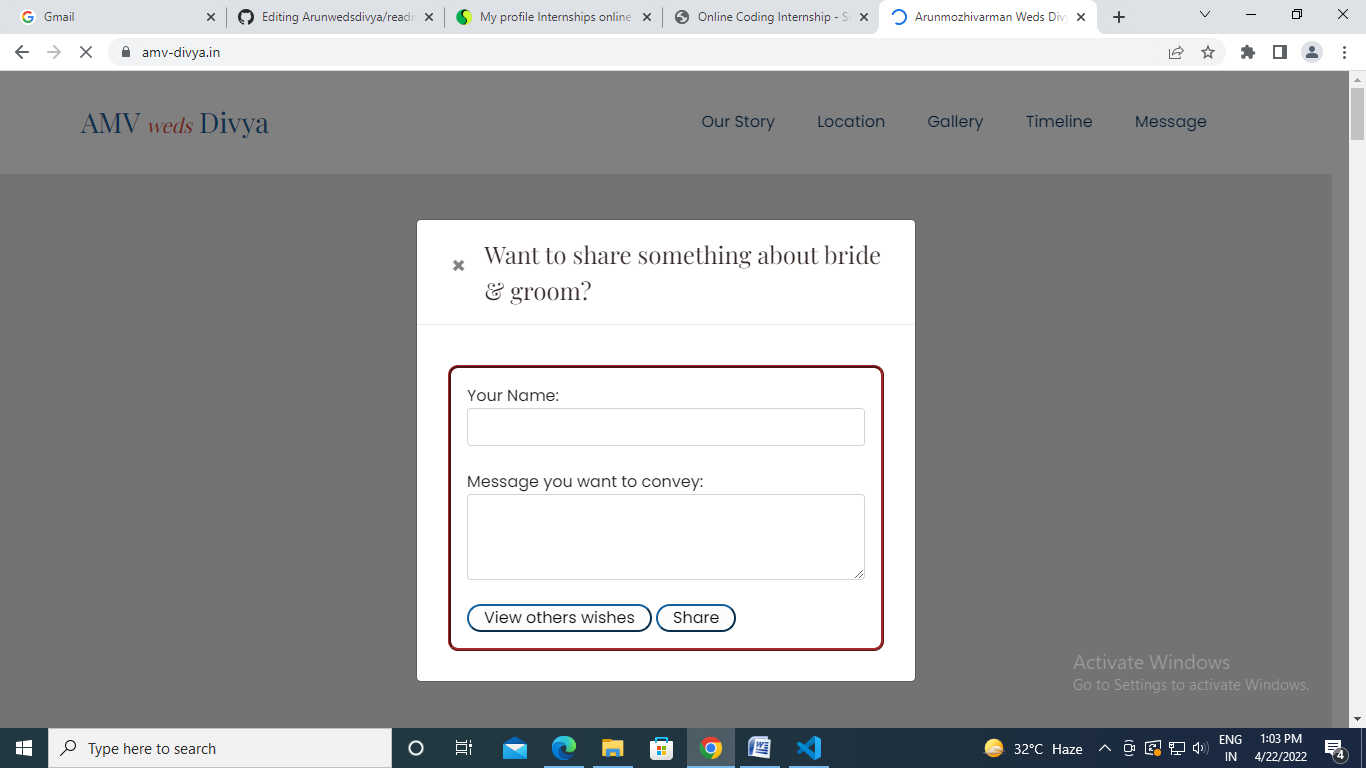 Gmail
Editing Arunwedsdivya/readm
My profile Internships online
Online Coding Internship - S
Arunmozhivarman Weds Div
amv-divya.in
AMV weds Divya
Our Story
Location
Gallery
Timeline
Message
Want to share something about bride
& groom?
Your Name:
Message you want to convey:
View others wishes
Share
Activate Windows
Go to Settings to activate Windows.
Type here to search
32°C Haze
ENG
IN
1:03 PM
4/22/2022
4